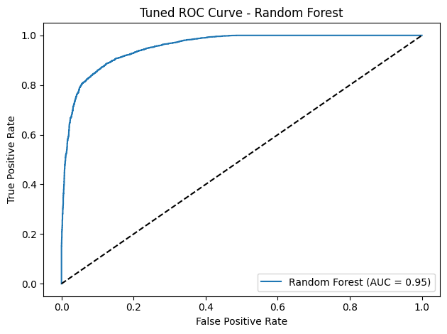 Tuned ROC Curve - Random Forest
True Positive Rate
1.0
0.8
0.6
0.4
0.2
0.0
Random Forest (AUC = 0.95)
0.0 0.2 0.4 0.6 0.8 1.0
False Positive Rate